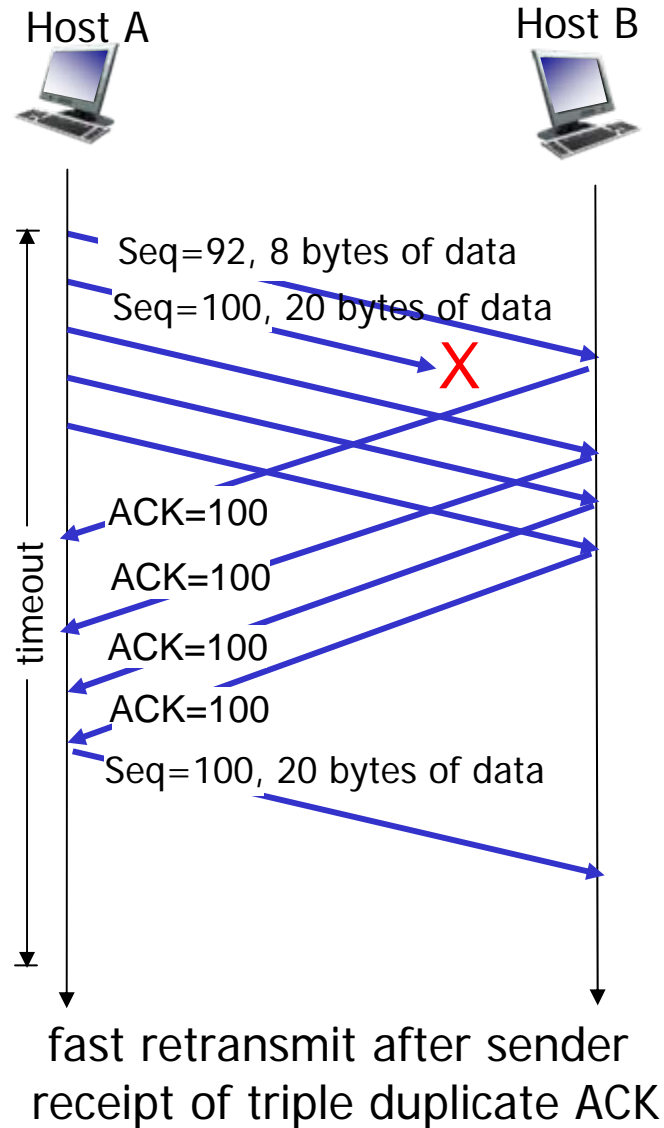 Host A
Host B
Seq=92, 8 bytes of data
Seq=100, 20 bytes of data
X
ACK=100
timeout
ACK=100
ACK=100
ACK=100
Seq=100, 20 bytes of data
fast retransmit after sender
receipt of triple duplicate ACK